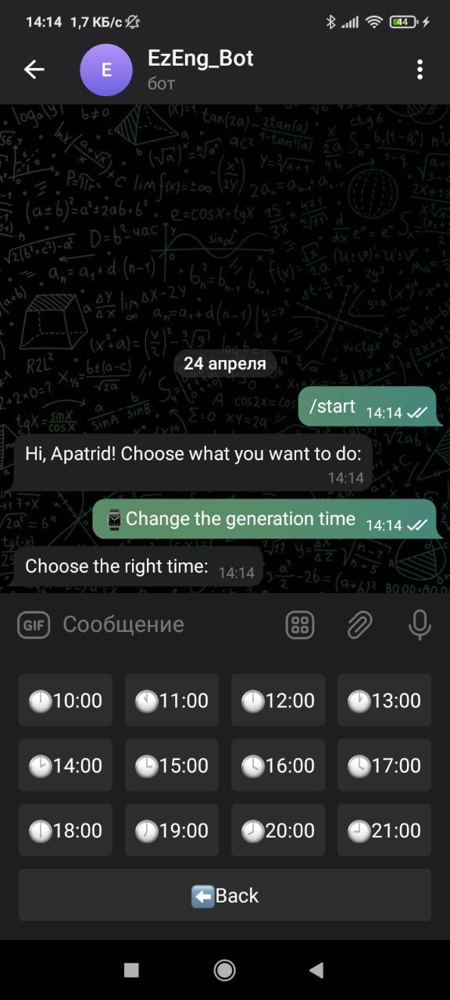 14:14 1,7 КБ/с 44
E
EzEng_Bot
бот
24 апреля
/start 14:14
Hi, Apatrid! Choose what you want to do:
14:14
Change the generation time 14:14
Choose the right time: 14:14
GIF Сообщение
10:00 11:00 12:00 13:00
14:00 15:00 16:00 17:00
18:00 19:00 20:00 21:00
Back